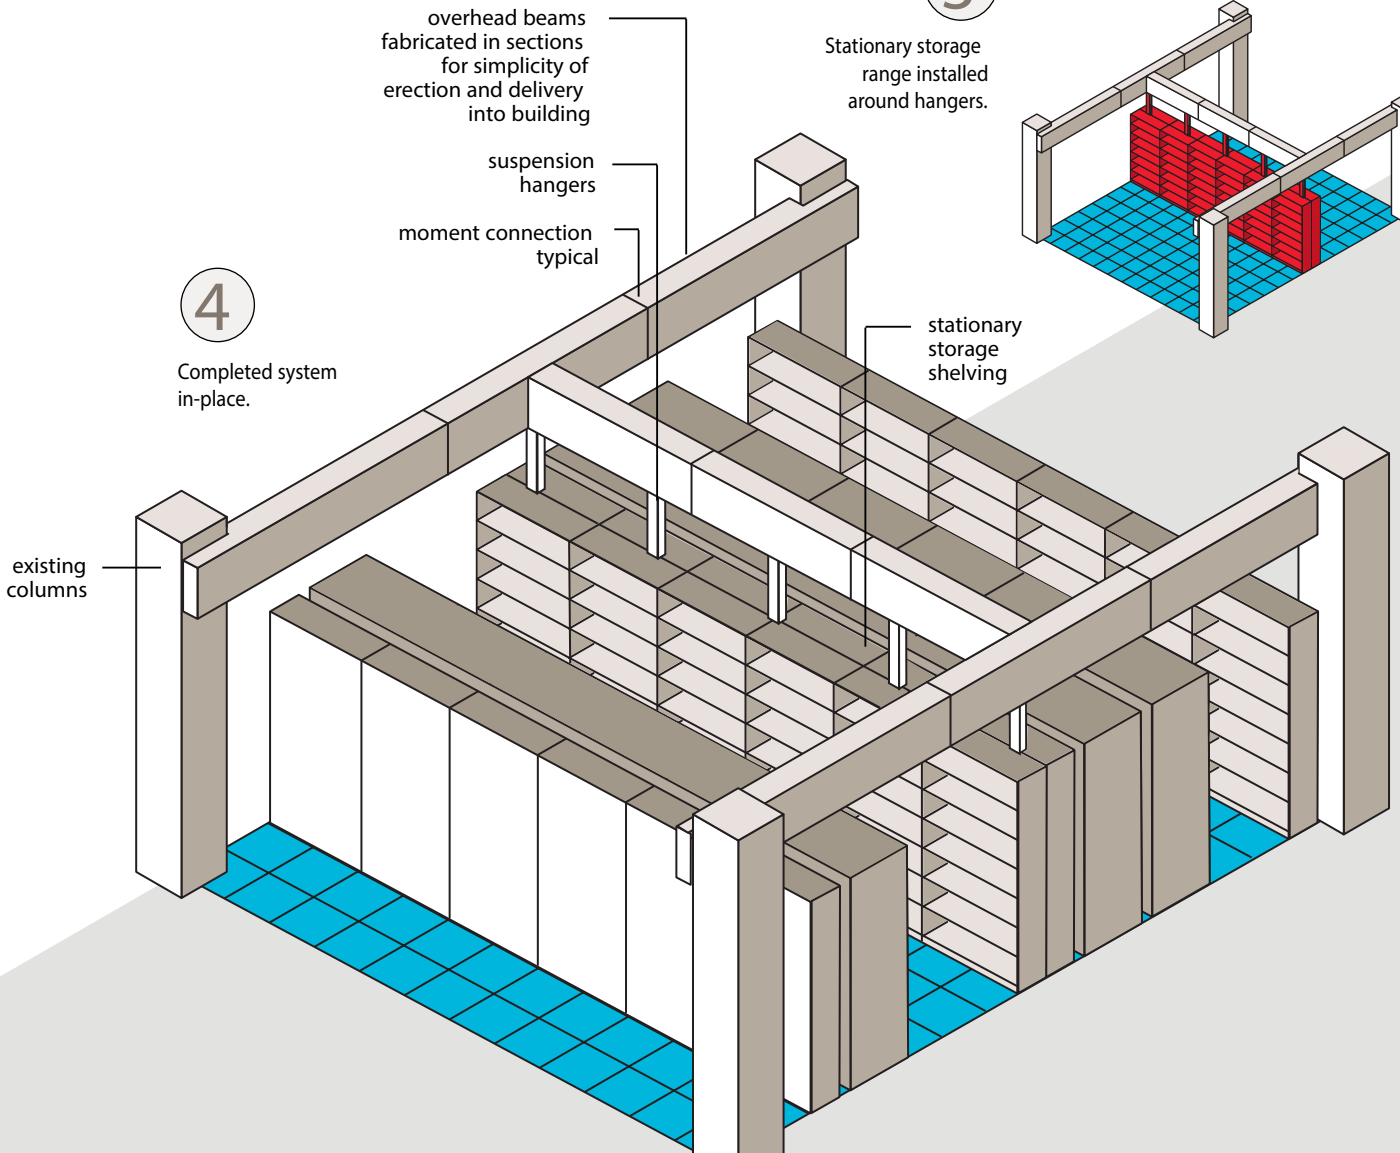 overhead beams
fabricated in sections
for simplicity of
erection and delivery
into building
suspension
hangers
moment connection
typical
4
Completed system
in-place.
existing
columns
3
Stationary storage
range installed
around hangers.
stationary
storage
shelving